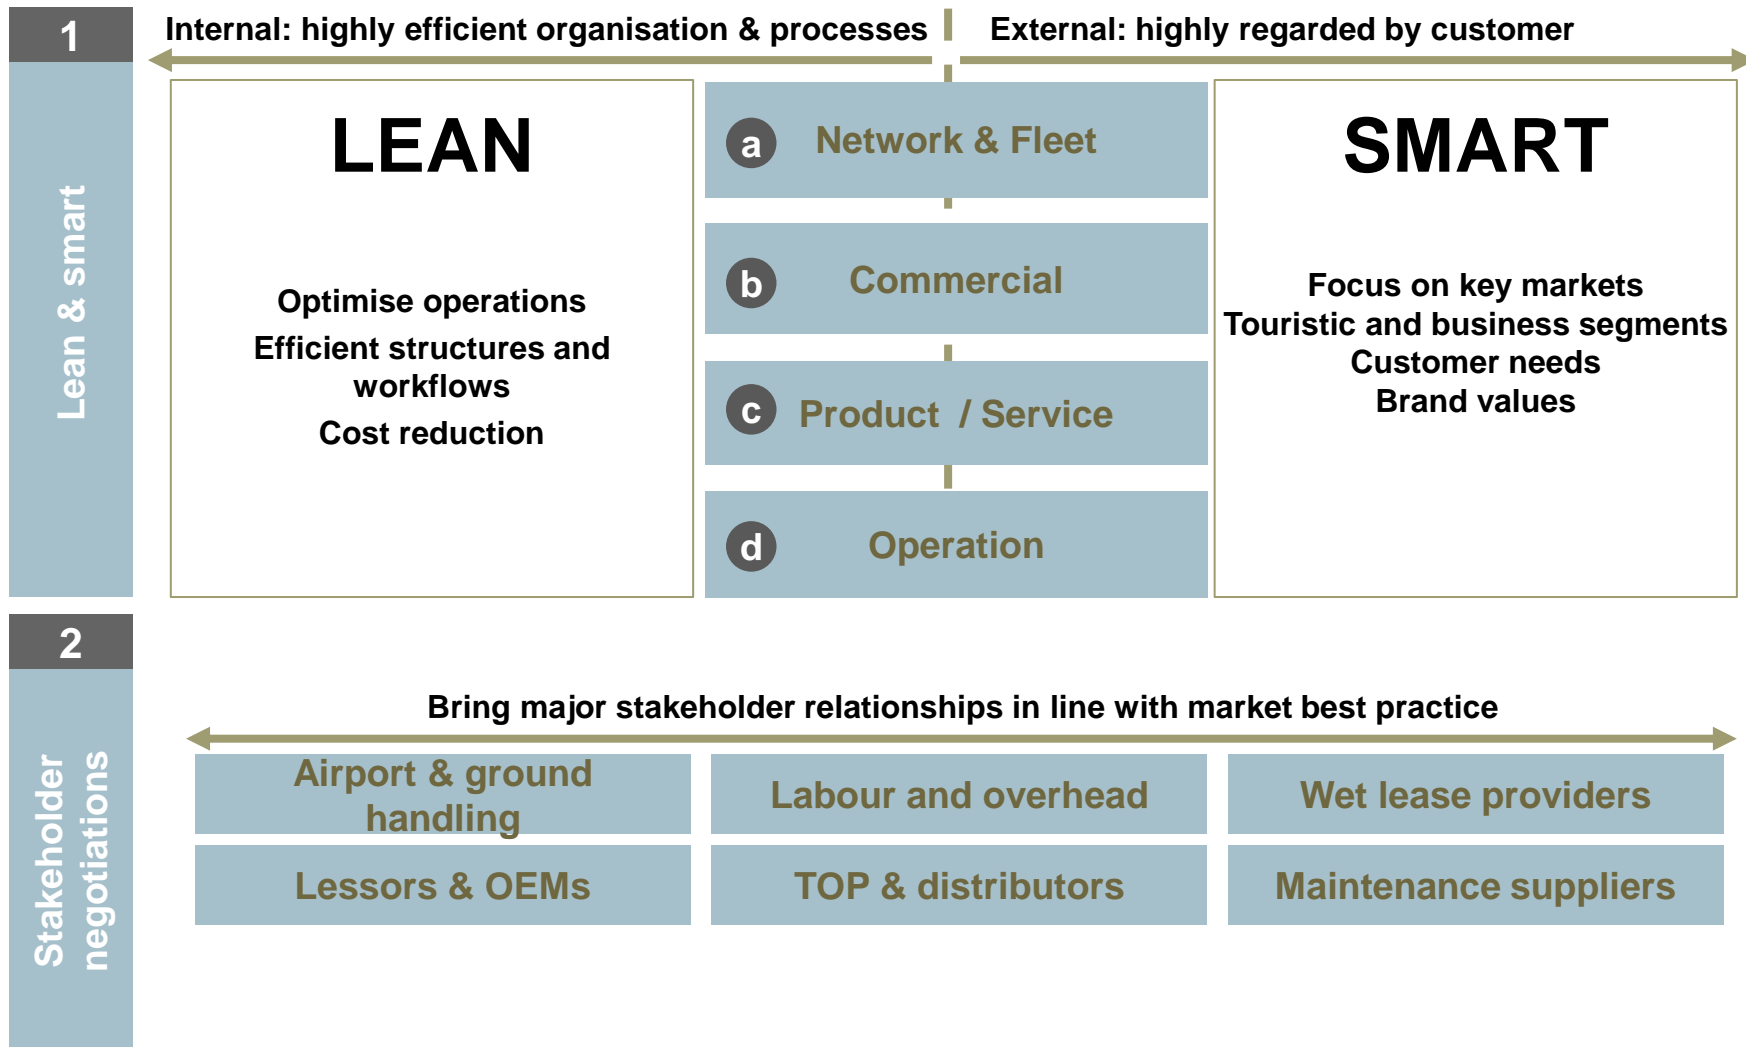 1
Internal: highly efficient organisation & processes
External: highly regarded by customer
Lean & smart
LEAN
Optimise operations
Efficient structures and
workflows
Cost reduction
a
Network & Fleet
b
Commercial
c
Product / Service
d
Operation
SMART
Focus on key markets
Touristic and business segments
Customer needs
Brand values
2
Stakeholder
negotiations
Bring major stakeholder relationships in line with market best practice
Airport & ground
handling
Labour and overhead
Wet lease providers
Lessors & OEMs
TOP & distributors
Maintenance suppliers